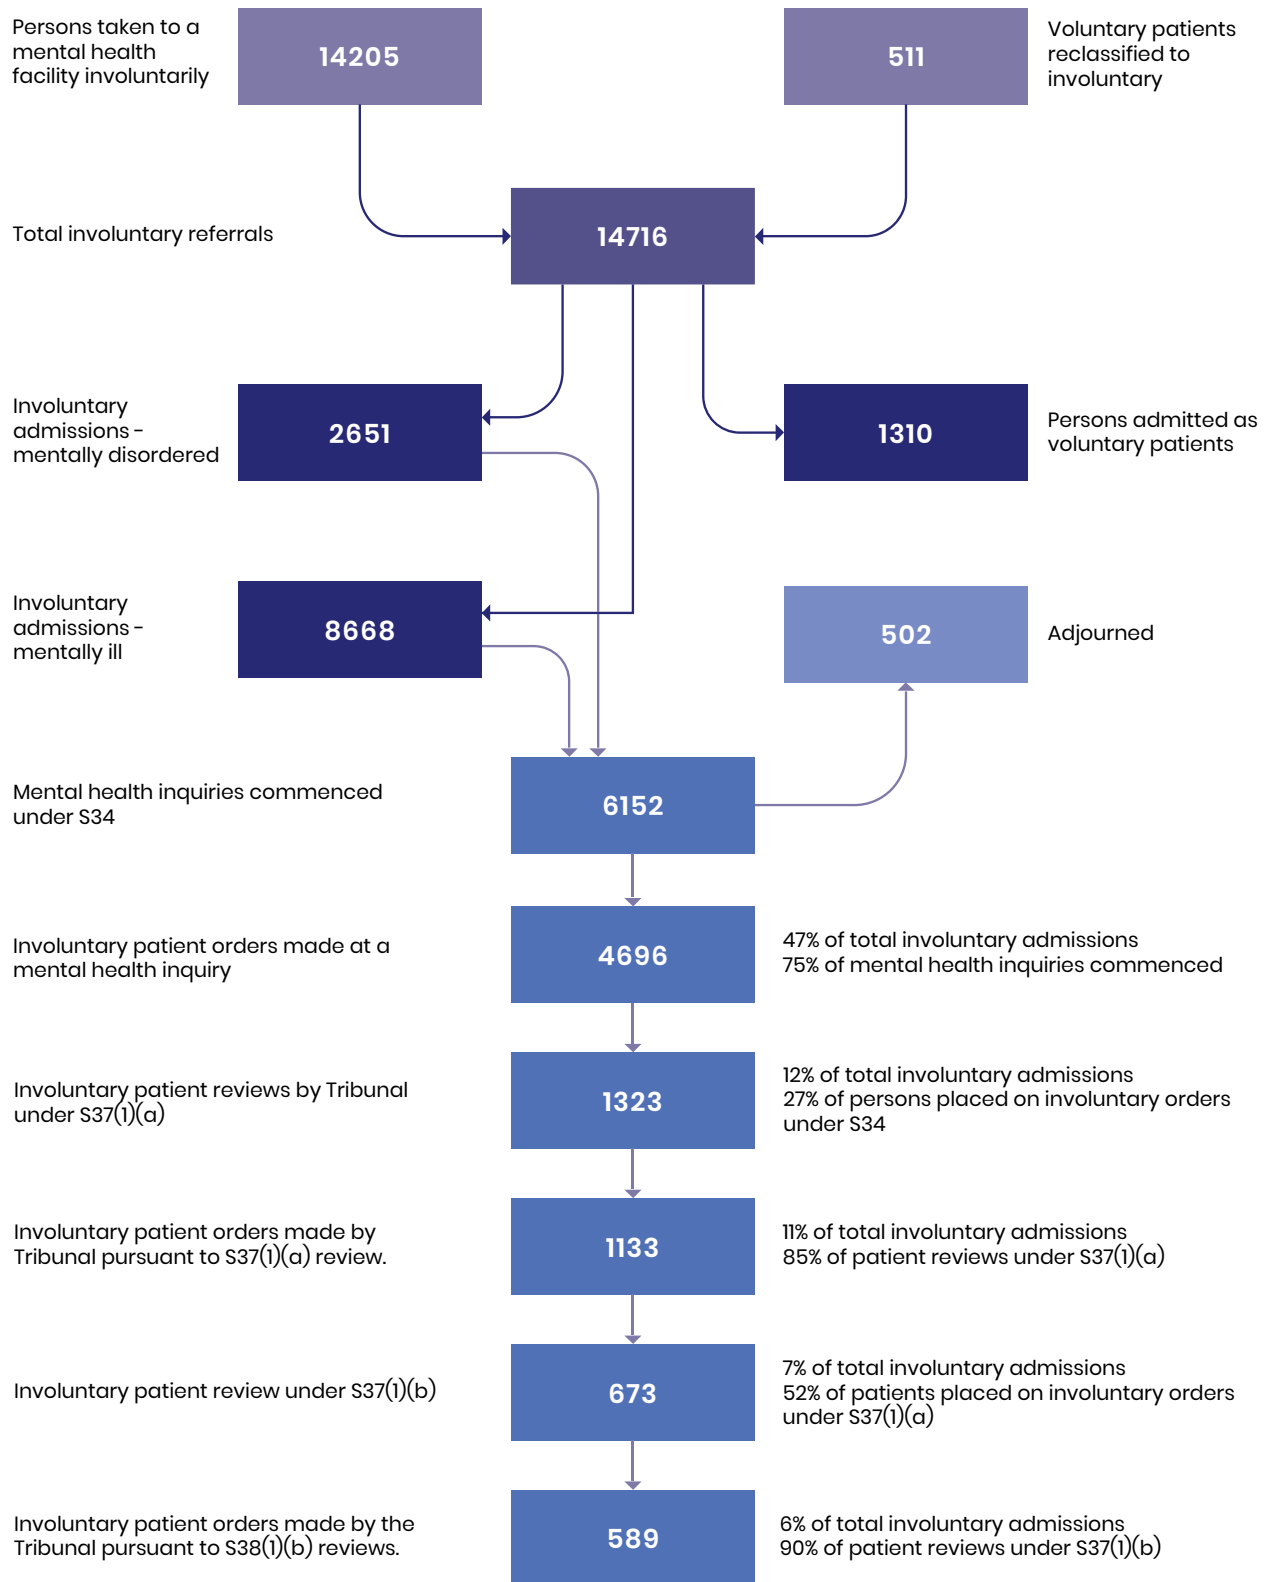 Persons taken to a
mental health
facility involuntarily
14205
511
Voluntary patients
reclassified to
involuntary
Total involuntary referrals
14716
Involuntary
admissions -
mentally disordered
2651
1310
Persons admitted as
voluntary patients
Involuntary
admissions -
mentally ill
8668
502
Adjourned
Mental health inquiries commenced
under S34
6152
Involuntary patient orders made at a
mental health inquiry
4696
47% of total involuntary admissions
75% of mental health inquiries commenced
Involuntary patient reviews by Tribunal
under S37(1)(a)
1323
12% of total involuntary admissions
27% of persons placed on involuntary orders
under S34
Involuntary patient orders made by
Tribunal pursuant to S37(1)(a) review.
1133
11% of total involuntary admissions
85% of patient reviews under S37(1)(a)
Involuntary patient review under S37(1)(b)
673
7% of total involuntary admissions
52% of patients placed on involuntary orders
under S37(1)(a)
Involuntary patient orders made by the
Tribunal pursuant to S38(1)(b) reviews.
589
6% of total involuntary admissions
90% of patient reviews under S37(1)(b)